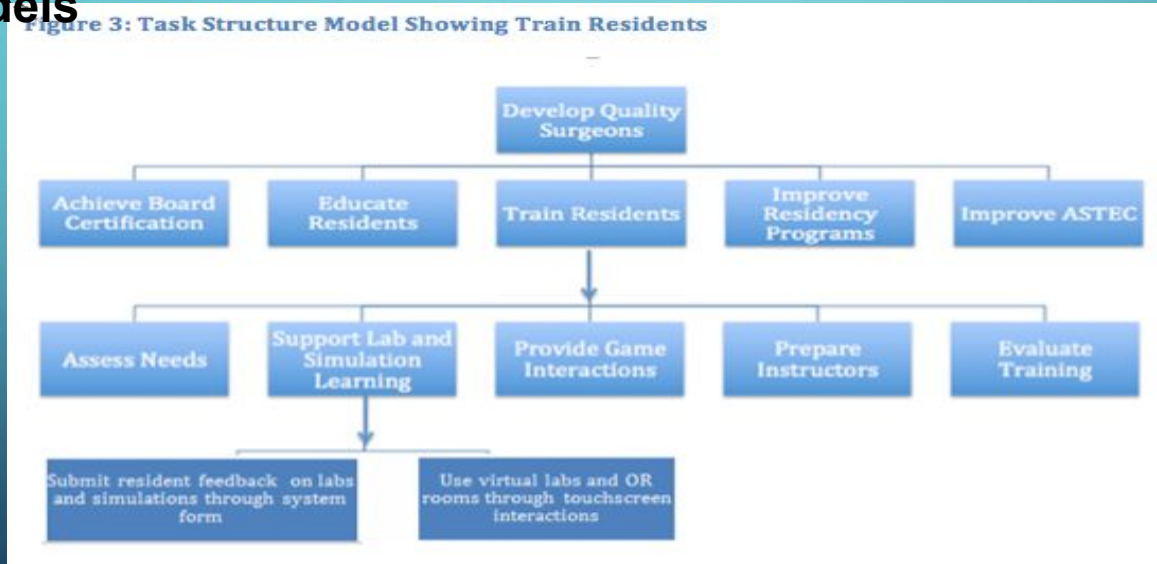 dels
Figure 3: Task Structure Model Showing Train Residents
Develop Quality
Surgeons
Achieve Board
Certification
Educate
Residents
Train Residents
Improve
Residency
Programs
Improve ASTEC
Assess Needs
Support Lab and
Simulation
Learning
Provide Game
Interactions
Prepare
Instructors
Evaluate
Training
Submit resident feedback on labs
and simulations through system
form
Use virtual labs and OR
rooms through touchscreen
interactions